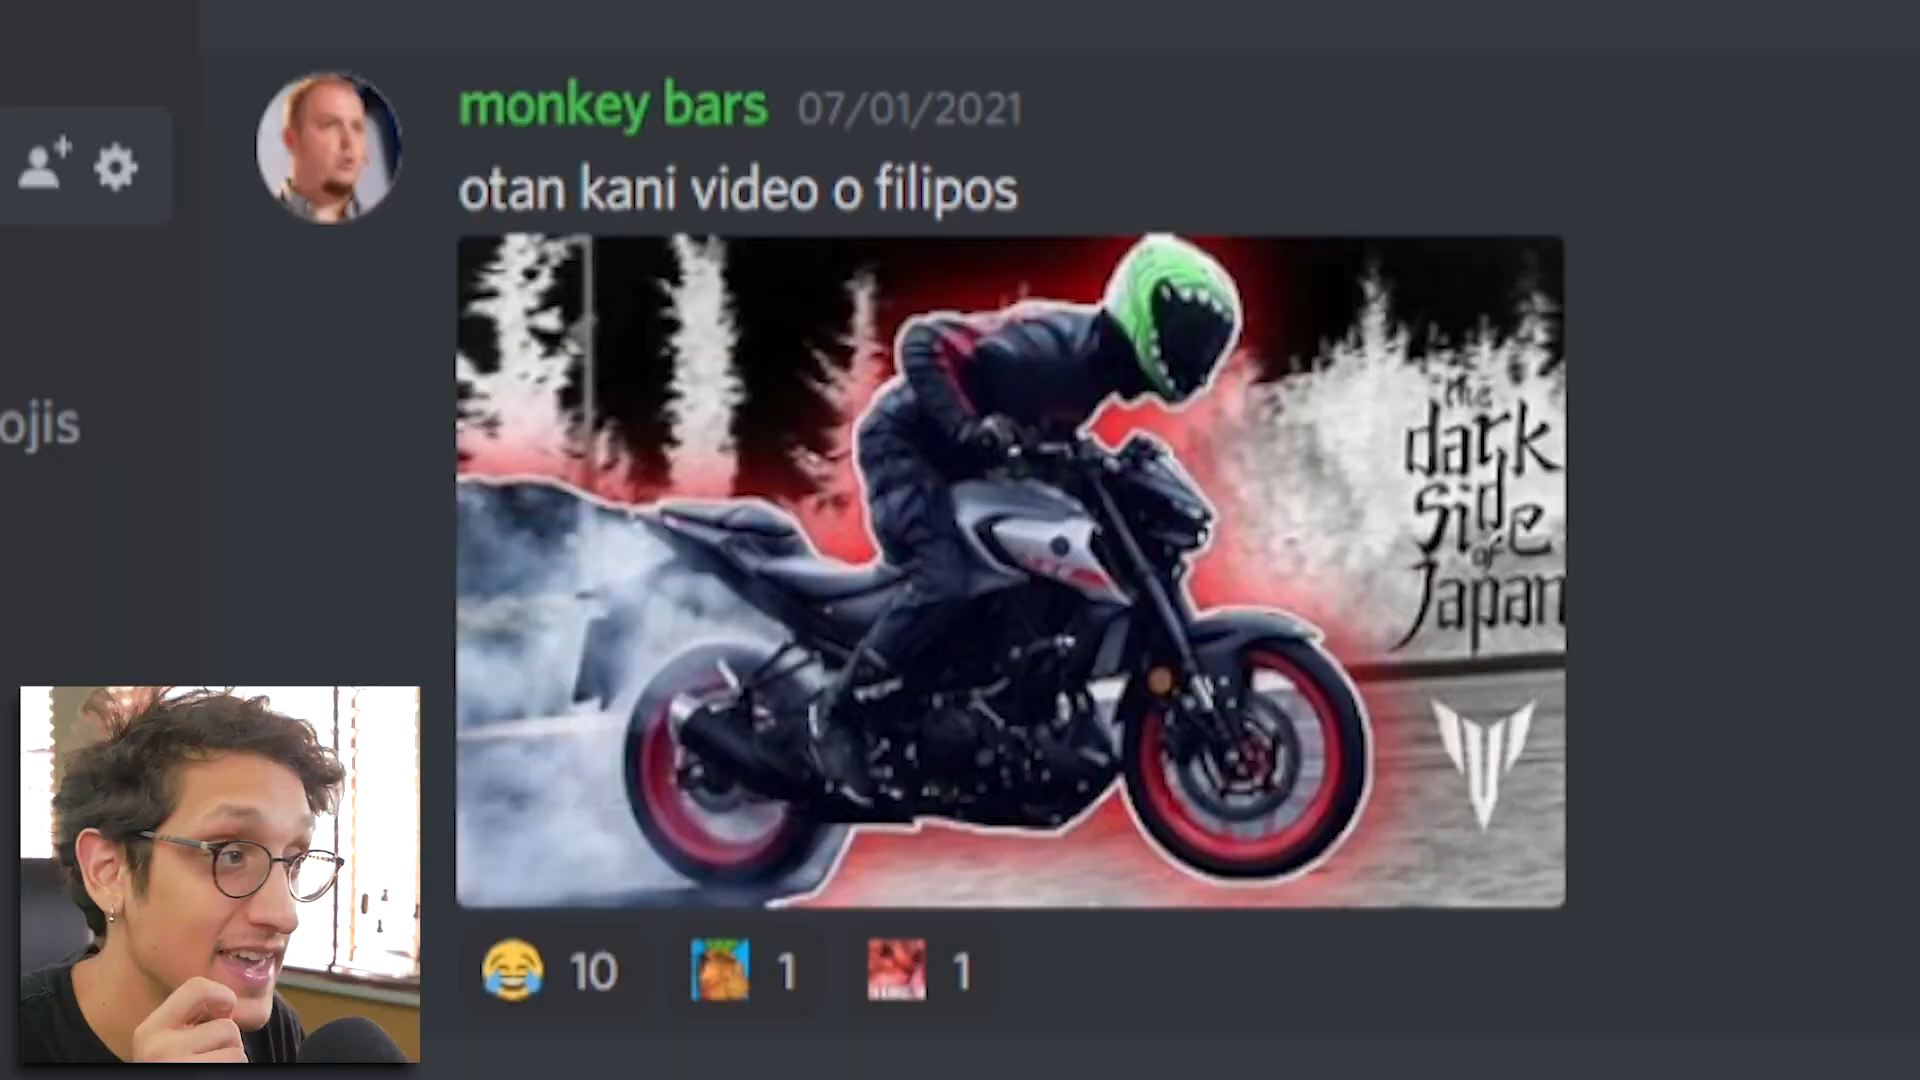 monkey bars 07/01/2021
otan kani video o filipos
ojis
the
dark
side
of
Japan
10
1
1